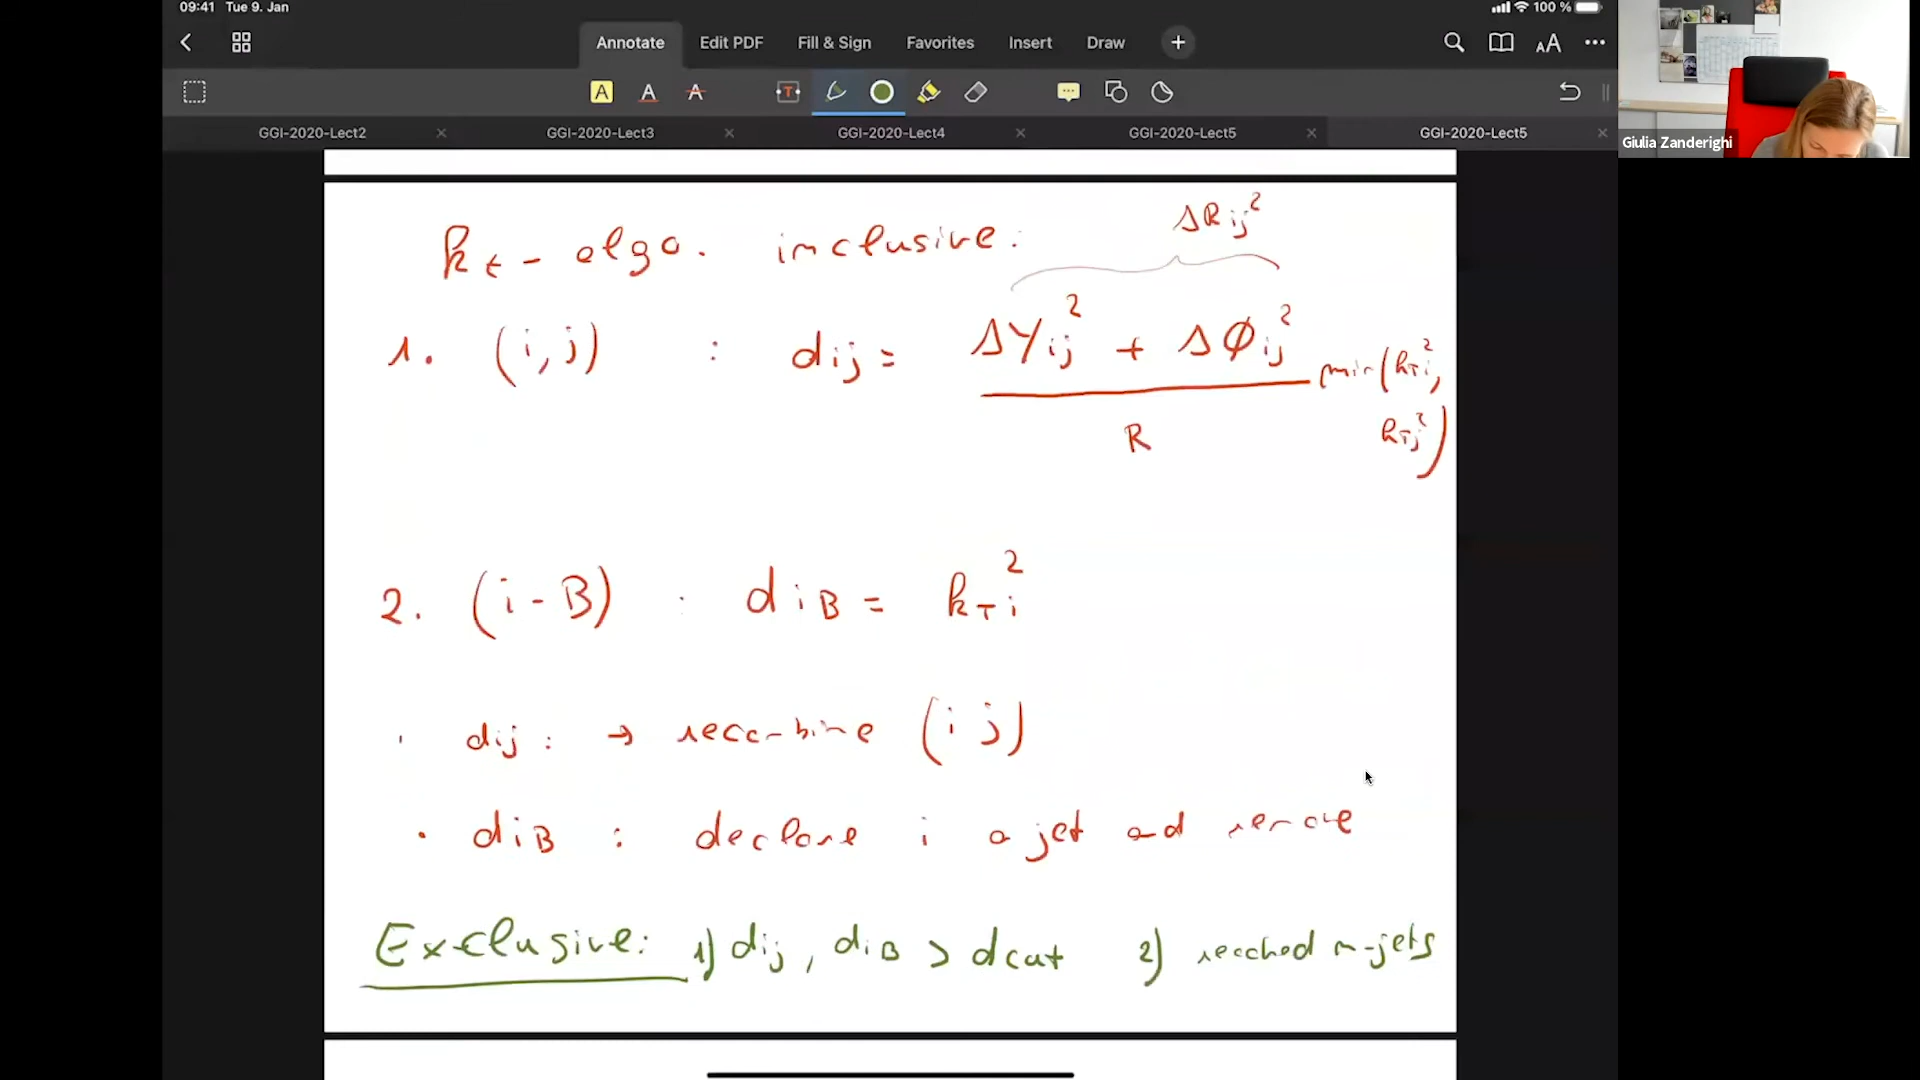 09:41 Tue 9. Jan 100 %
Annotate Edit PDF Fill & Sign Favorites Insert Draw
GGI-2020-Lect2 GGI-2020-Lect3 GGI-2020-Lect4 GGI-2020-Lect5 GGI-2020-Lect5
Giulia Zanderighi
kt - algo. inclusive:
ΔRij²
1. (i,j) : dij = (ΔYij² + Δφij²) / R min(kTi², kTj²)
2. (i-B) : diB = kTi²
· dij : → recombine (i j)
· diB : declare i a jet and remove
Exclusive: 1) dij, diB > dcut 2) reached n-jets